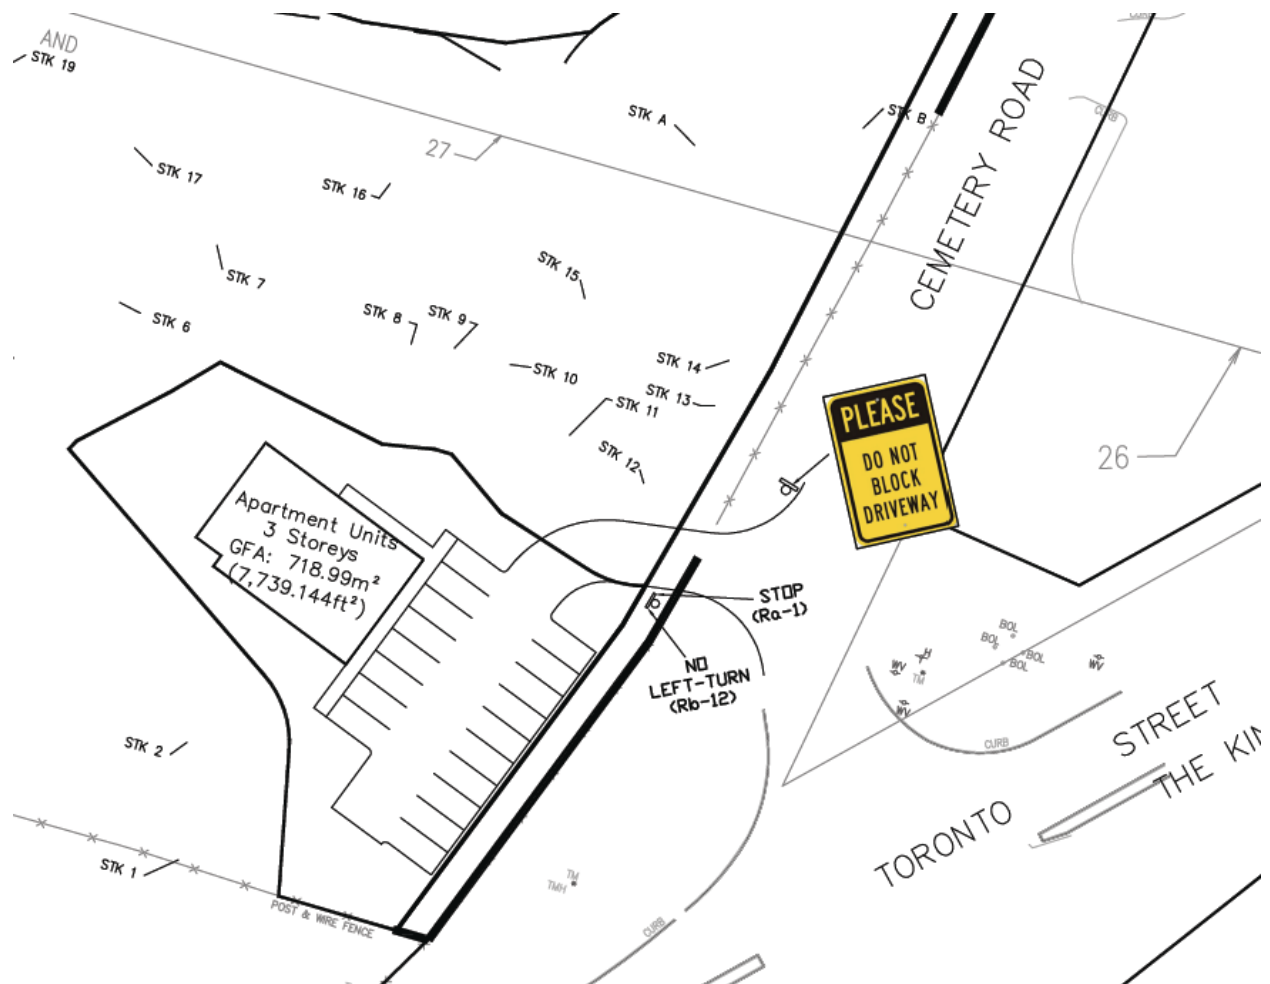 CURB
AND
STK 19
STK A
STK B
CEMETERY ROAD
CURB
27
STK 17
STK 16
STK 15
STK 7
STK 6
STK 8
STK 9
STK 14
STK 10
STK 13
STK 11
STK 12
PLEASE
DO NOT
BLOCK
DRIVEWAY
26
Apartment Units
3 Storeys
GFA: 718.99m²
(7,739.144ft²)
STOP
(Ra-1)
NO
LEFT-TURN
(Rb-12)
BOL
BOL
BOL
BOL
H
WV
TM
WV
WV
CURB
STREET
THE KIN
TORONTO
STK 2
STK 1
POST & WIRE FENCE
TM
TMH
CURB